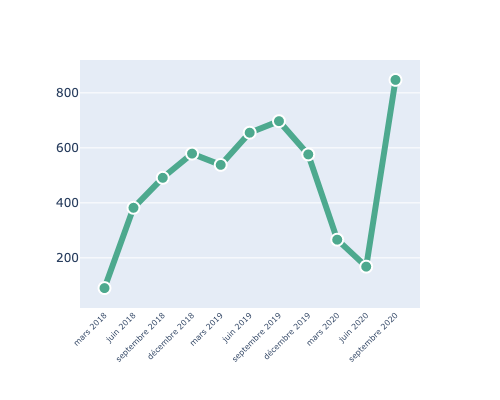 800
600
400
200
mars 2018
juin 2018
septembre 2018
décembre 2018
mars 2019
juin 2019
septembre 2019
décembre 2019
mars 2020
juin 2020
septembre 2020